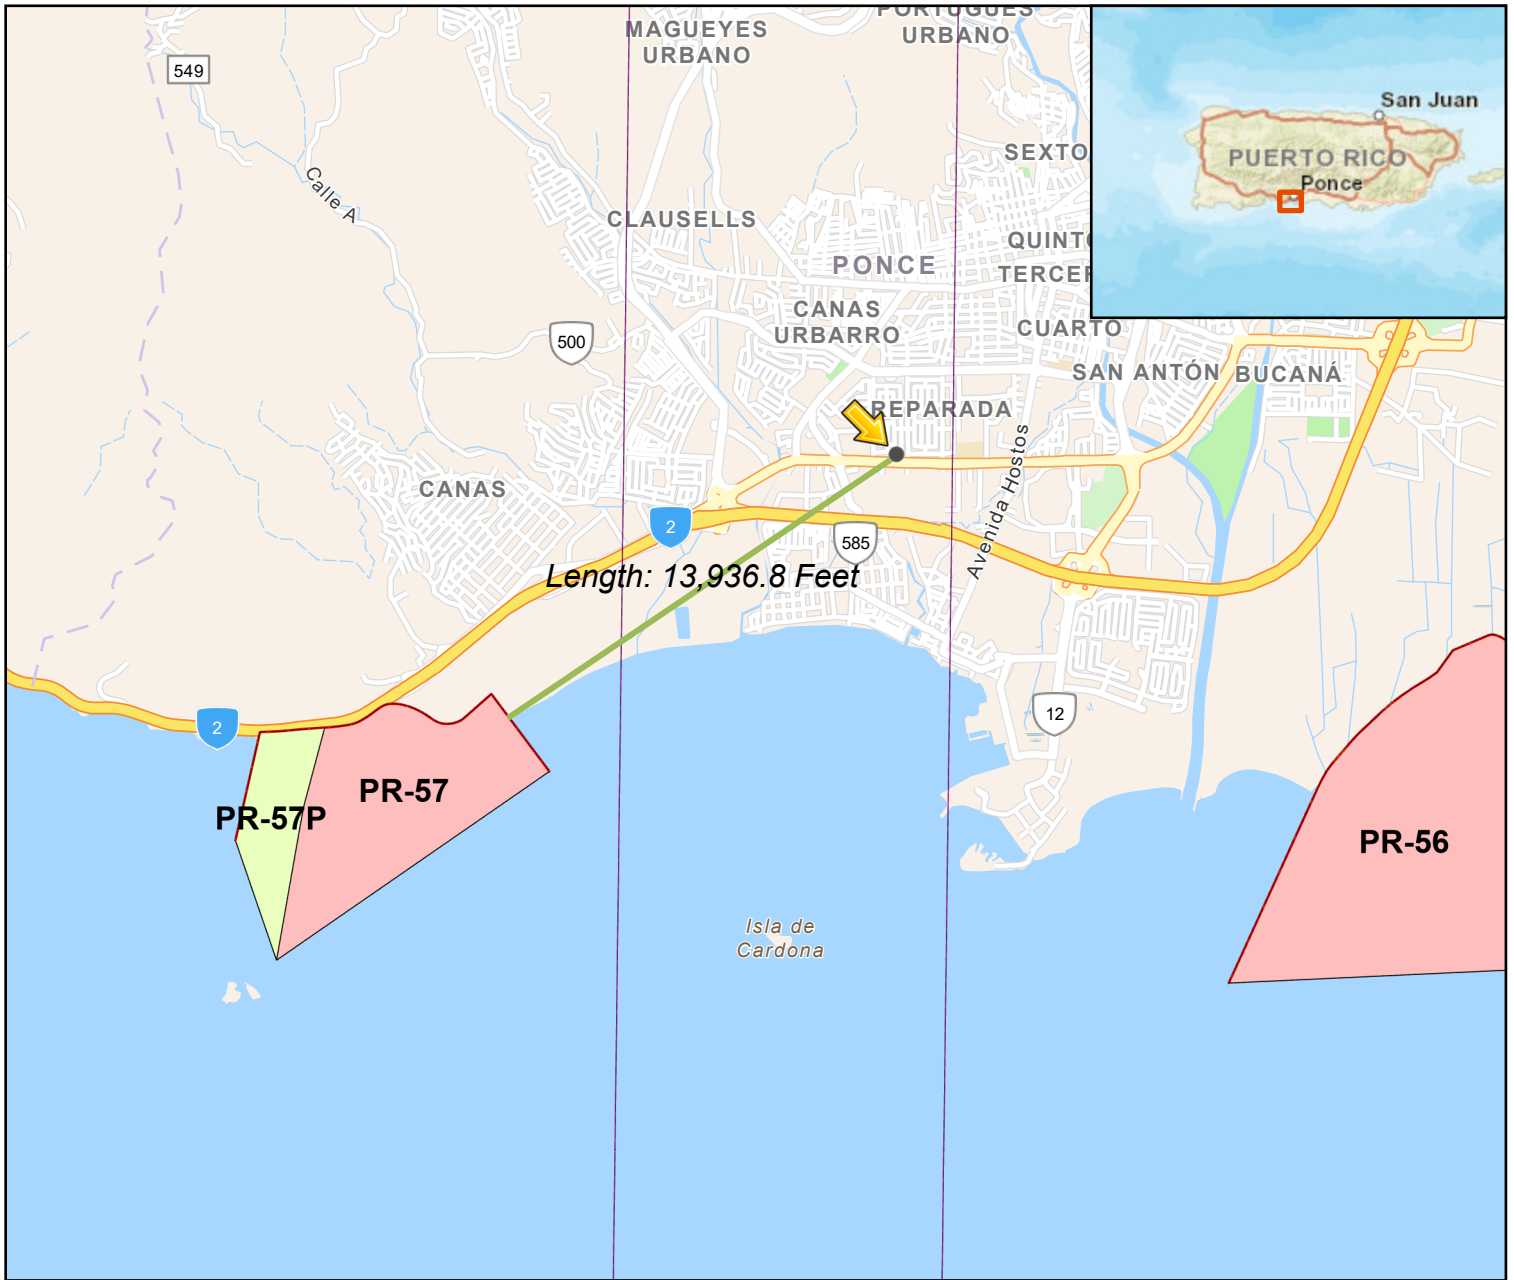 PORTUGUES
URBANO
MAGUEYES
URBANO
549
San Juan
PUERTO RICO
Ponce
SEXTO
Calle A
CLAUSELLS
QUINTO
PONCE
TERCER
CANAS
URBARRO
CUARTO
500
SAN ANTÓN
BUCANÁ
REPARADA
Avenida Hostos
CANAS
2
585
Length: 13,936.8 Feet
12
2
PR-57
PR-57P
PR-56
Isla de
Cardona